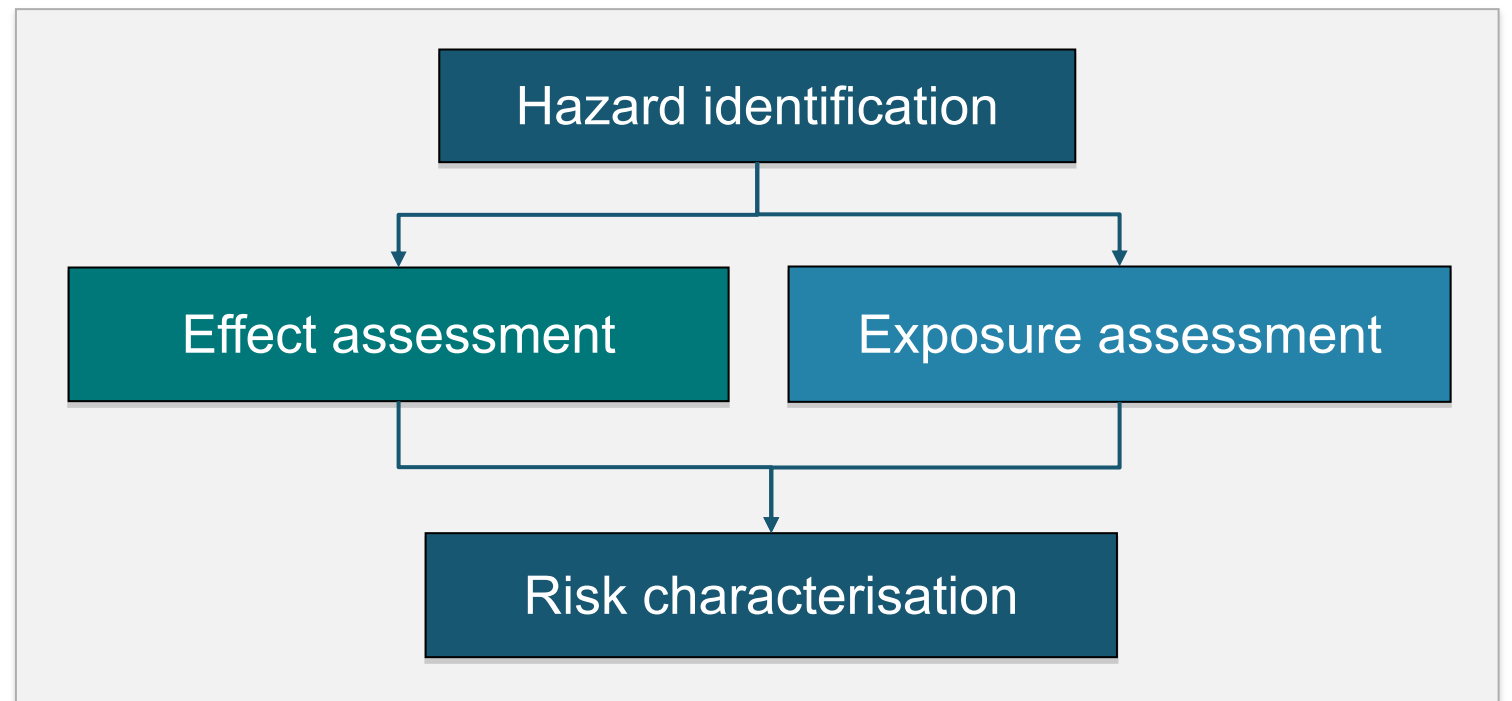 Hazard identification
Effect assessment
Exposure assessment
Risk characterisation